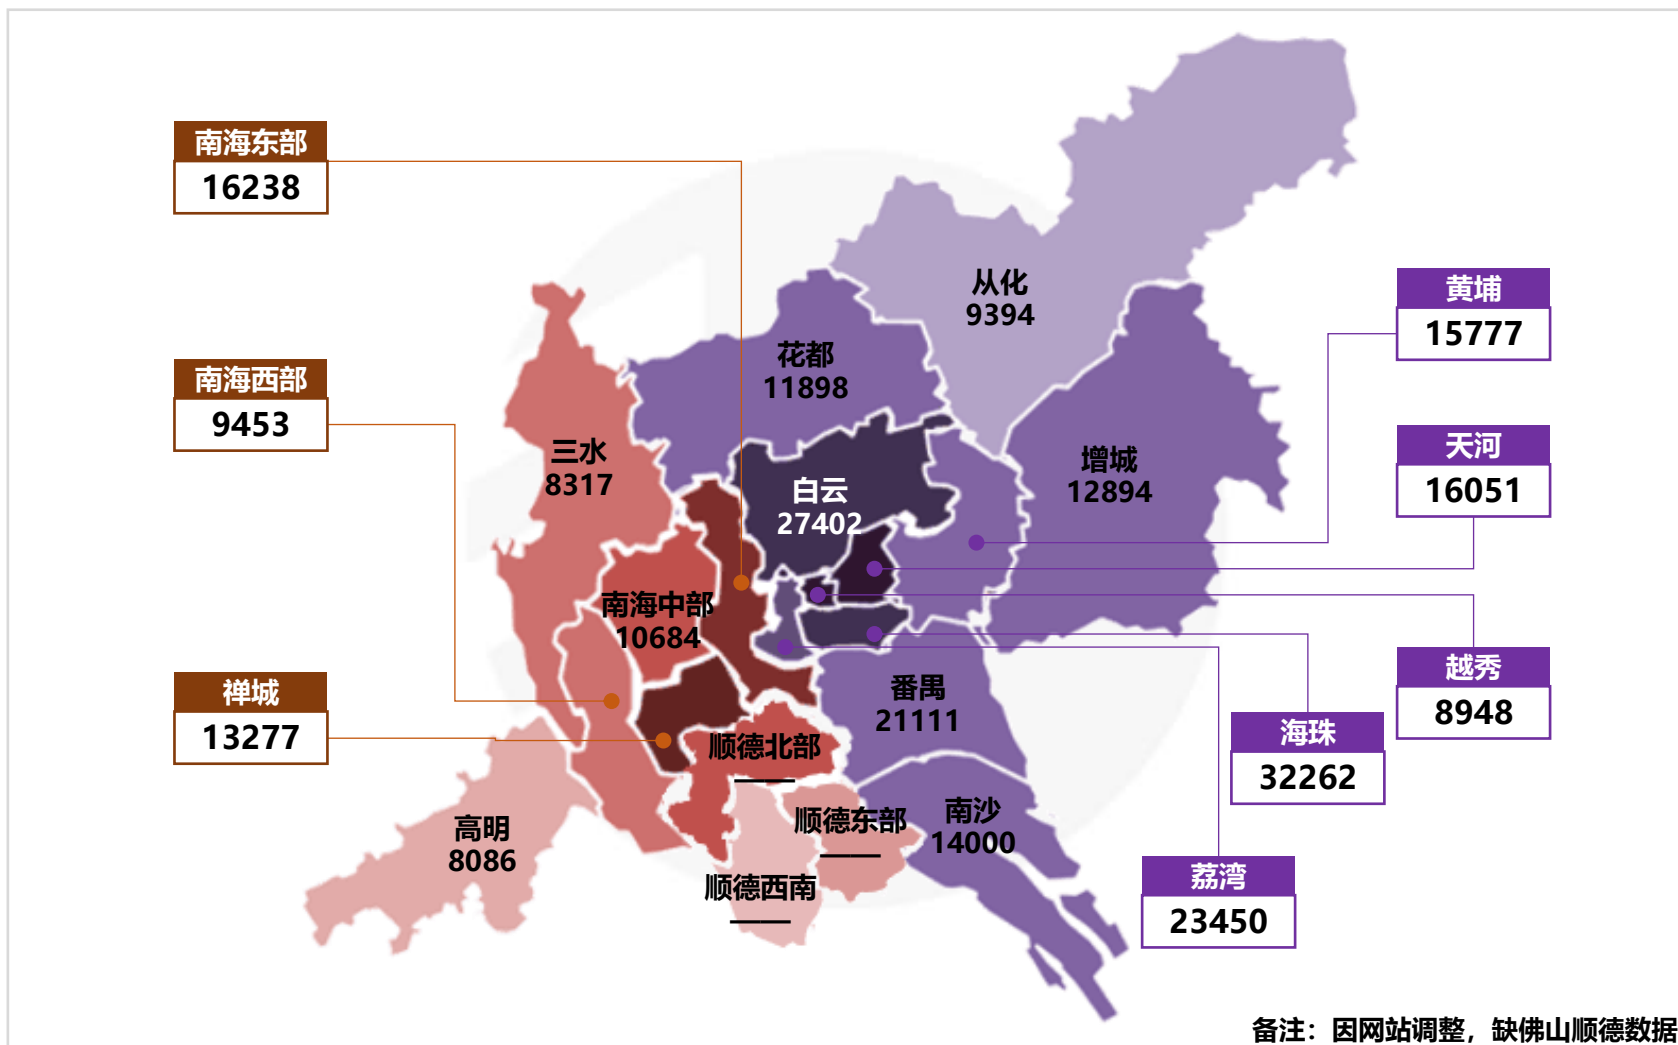 南海东部
16238
南海西部
9453
禅城
13277
从化
9394
花都
11898
三水
8317
白云
27402
增城
12894
南海中部
10684
番禺
21111
顺德北部
——
顺德东部
——
南沙
14000
高明
8086
顺德西南
——
黄埔
15777
天河
16051
越秀
8948
海珠
32262
荔湾
23450
备注：因网站调整，缺佛山顺德数据